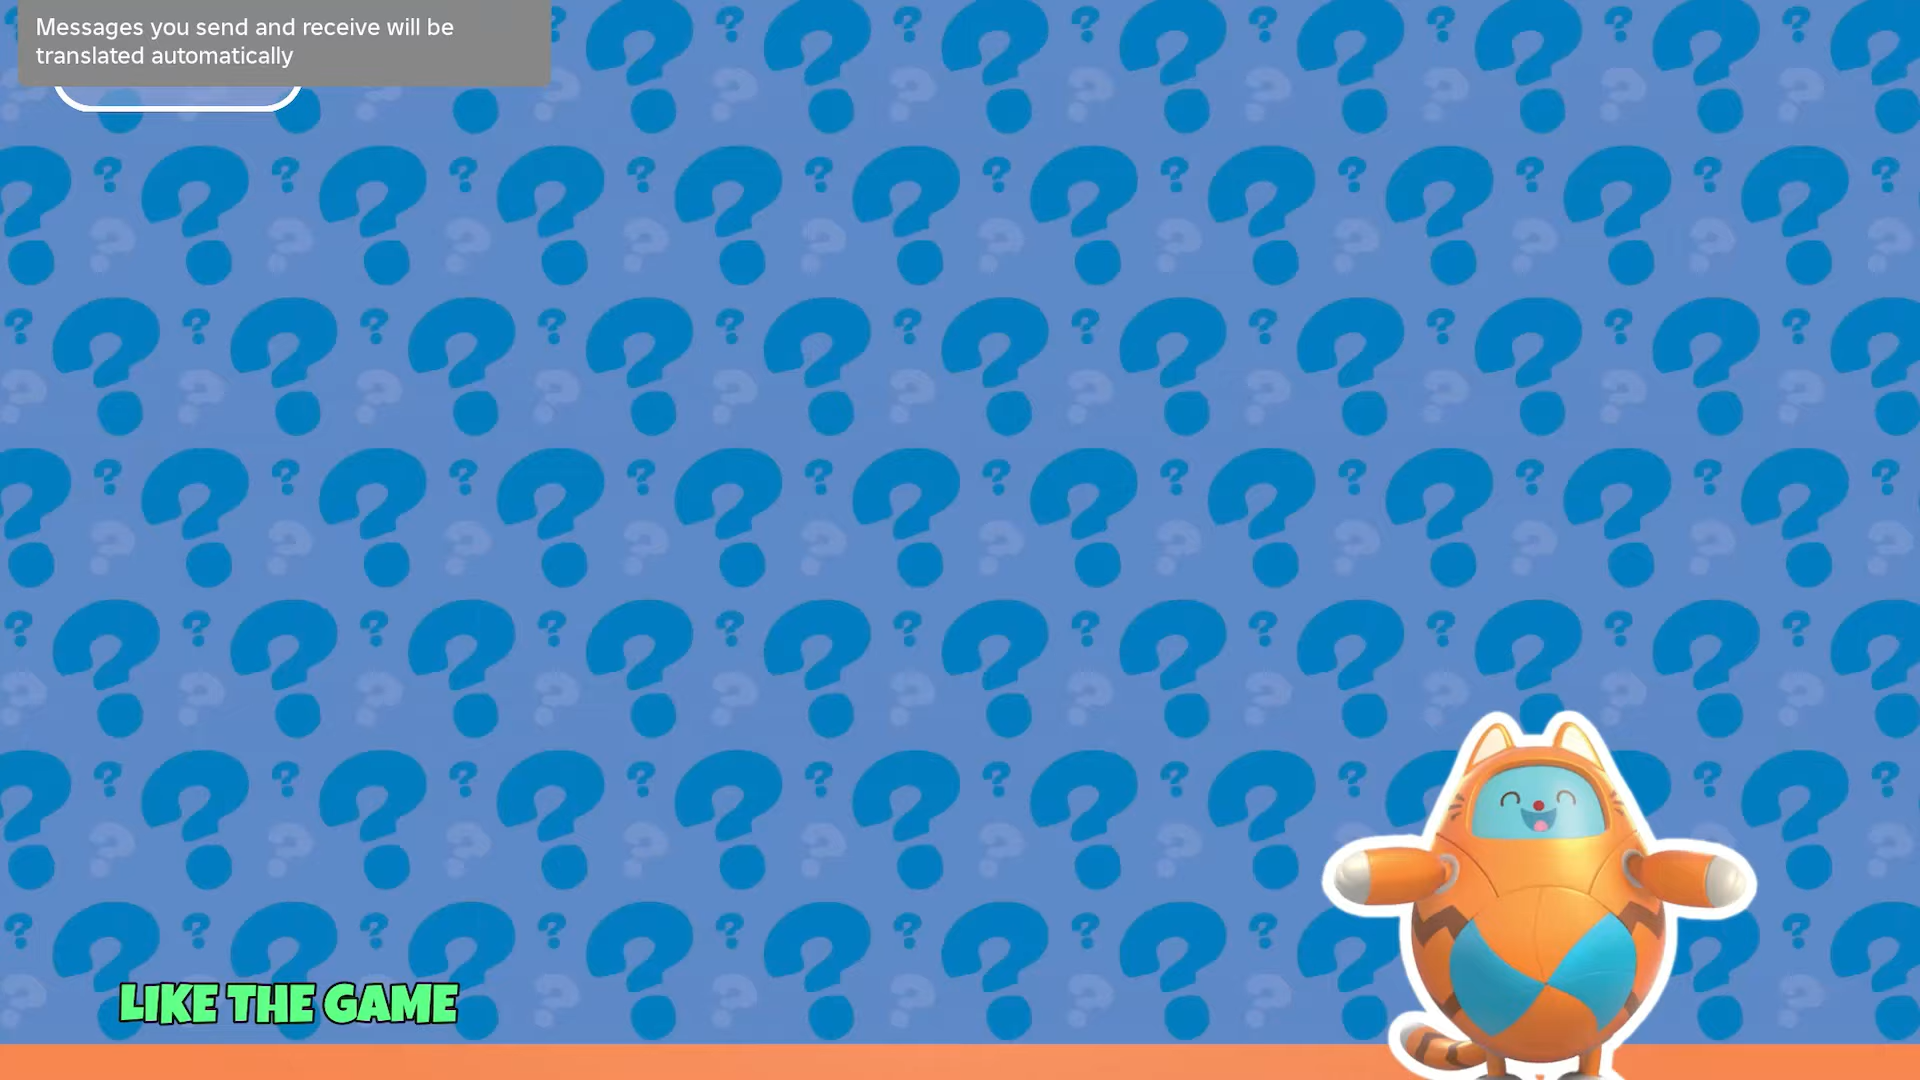 Messages you send and receive will be
translated automatically
LIKE THE GAME